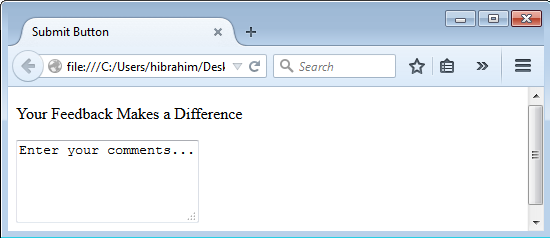 Submit Button
file:///C:/Users/hibrahim/Desk
Search
Your Feedback Makes a Difference
Enter your comments...